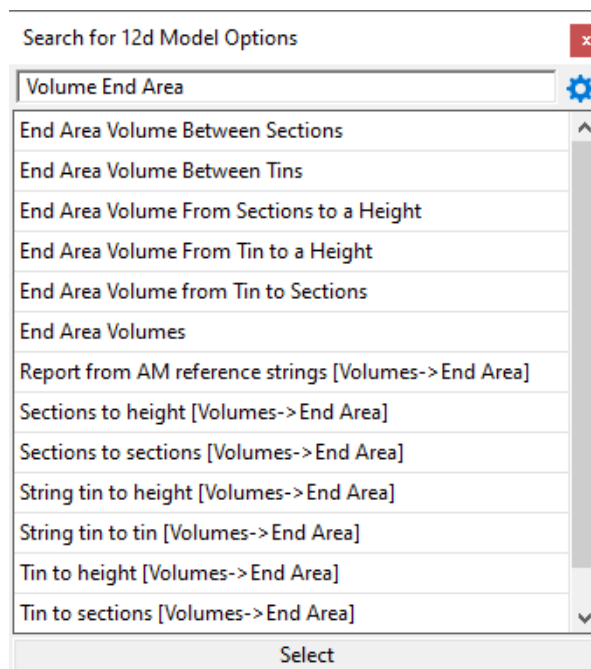 Search for 12d Model Options
x
Volume End Area
End Area Volume Between Sections
End Area Volume Between Tins
End Area Volume From Sections to a Height
End Area Volume From Tin to a Height
End Area Volume from Tin to Sections
End Area Volumes
Report from AM reference strings [Volumes->End Area]
Sections to height [Volumes->End Area]
Sections to sections [Volumes->End Area]
String tin to height [Volumes->End Area]
String tin to tin [Volumes->End Area]
Tin to height [Volumes->End Area]
Tin to sections [Volumes->End Area]
Select